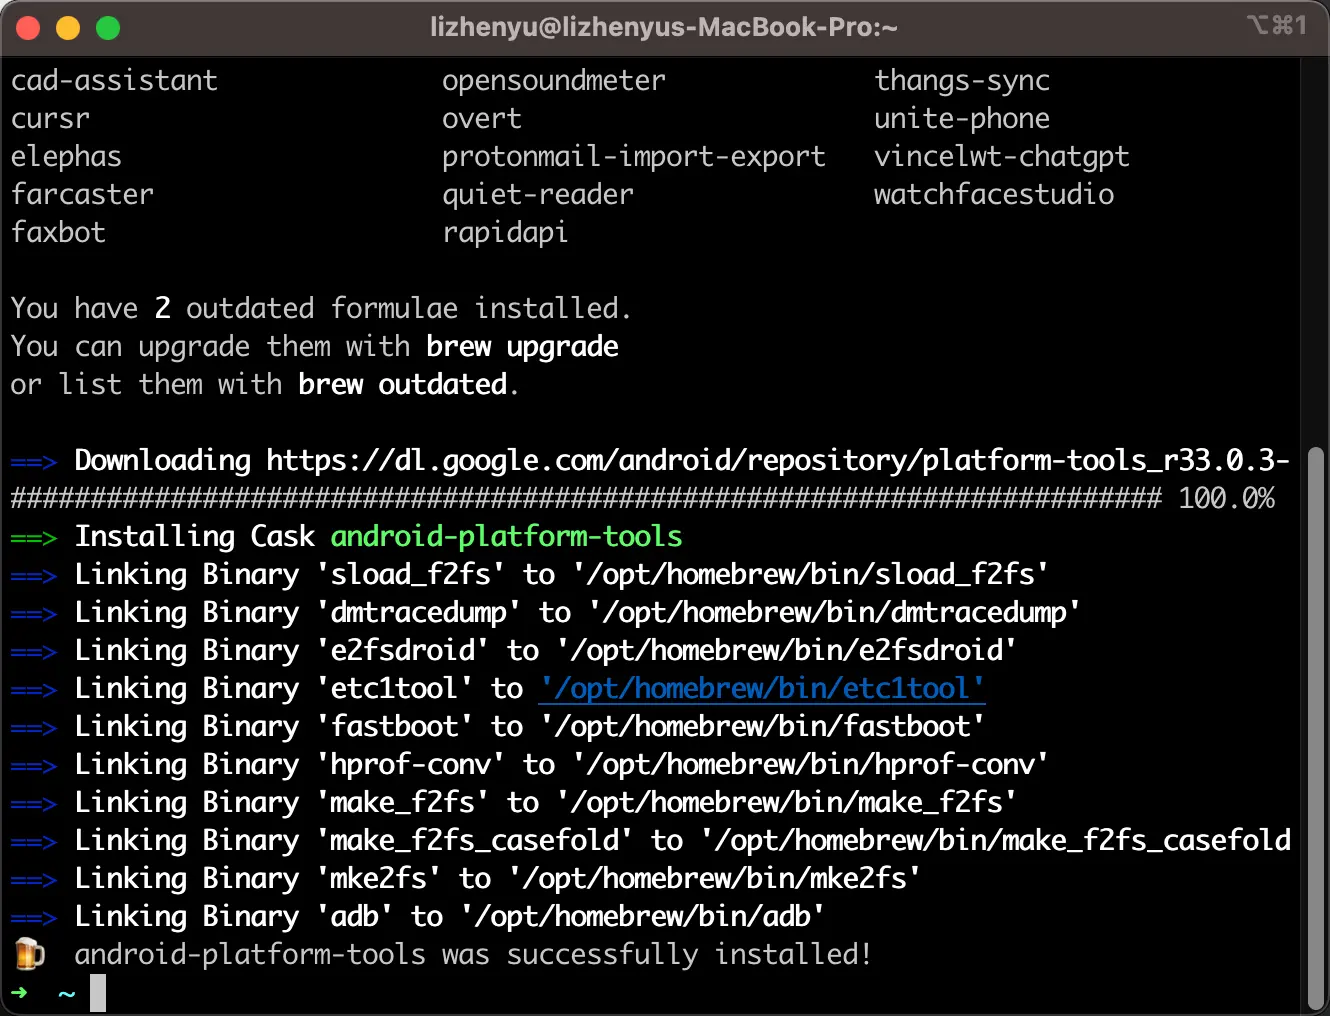 lizhenyu@lizhenyus-MacBook-Pro:~ ⌥⌘1
cad-assistant opensoundmeter thangs-sync
cursr overt unite-phone
elephas protonmail-import-export vincelwt-chatgpt
farcaster quiet-reader watchfacestudio
faxbot rapidapi
You have 2 outdated formulae installed.
You can upgrade them with brew upgrade
or list them with brew outdated.
==> Downloading https://dl.google.com/android/repository/platform-tools_r33.0.3-
######################################################################## 100.0%
==> Installing Cask android-platform-tools
==> Linking Binary 'sload_f2fs' to '/opt/homebrew/bin/sload_f2fs'
==> Linking Binary 'dmtracedump' to '/opt/homebrew/bin/dmtracedump'
==> Linking Binary 'e2fsdroid' to '/opt/homebrew/bin/e2fsdroid'
==> Linking Binary 'etc1tool' to '/opt/homebrew/bin/etc1tool'
==> Linking Binary 'fastboot' to '/opt/homebrew/bin/fastboot'
==> Linking Binary 'hprof-conv' to '/opt/homebrew/bin/hprof-conv'
==> Linking Binary 'make_f2fs' to '/opt/homebrew/bin/make_f2fs'
==> Linking Binary 'make_f2fs_casefold' to '/opt/homebrew/bin/make_f2fs_casefold
==> Linking Binary 'mke2fs' to '/opt/homebrew/bin/mke2fs'
==> Linking Binary 'adb' to '/opt/homebrew/bin/adb'
🍺 android-platform-tools was successfully installed!
➜ ~